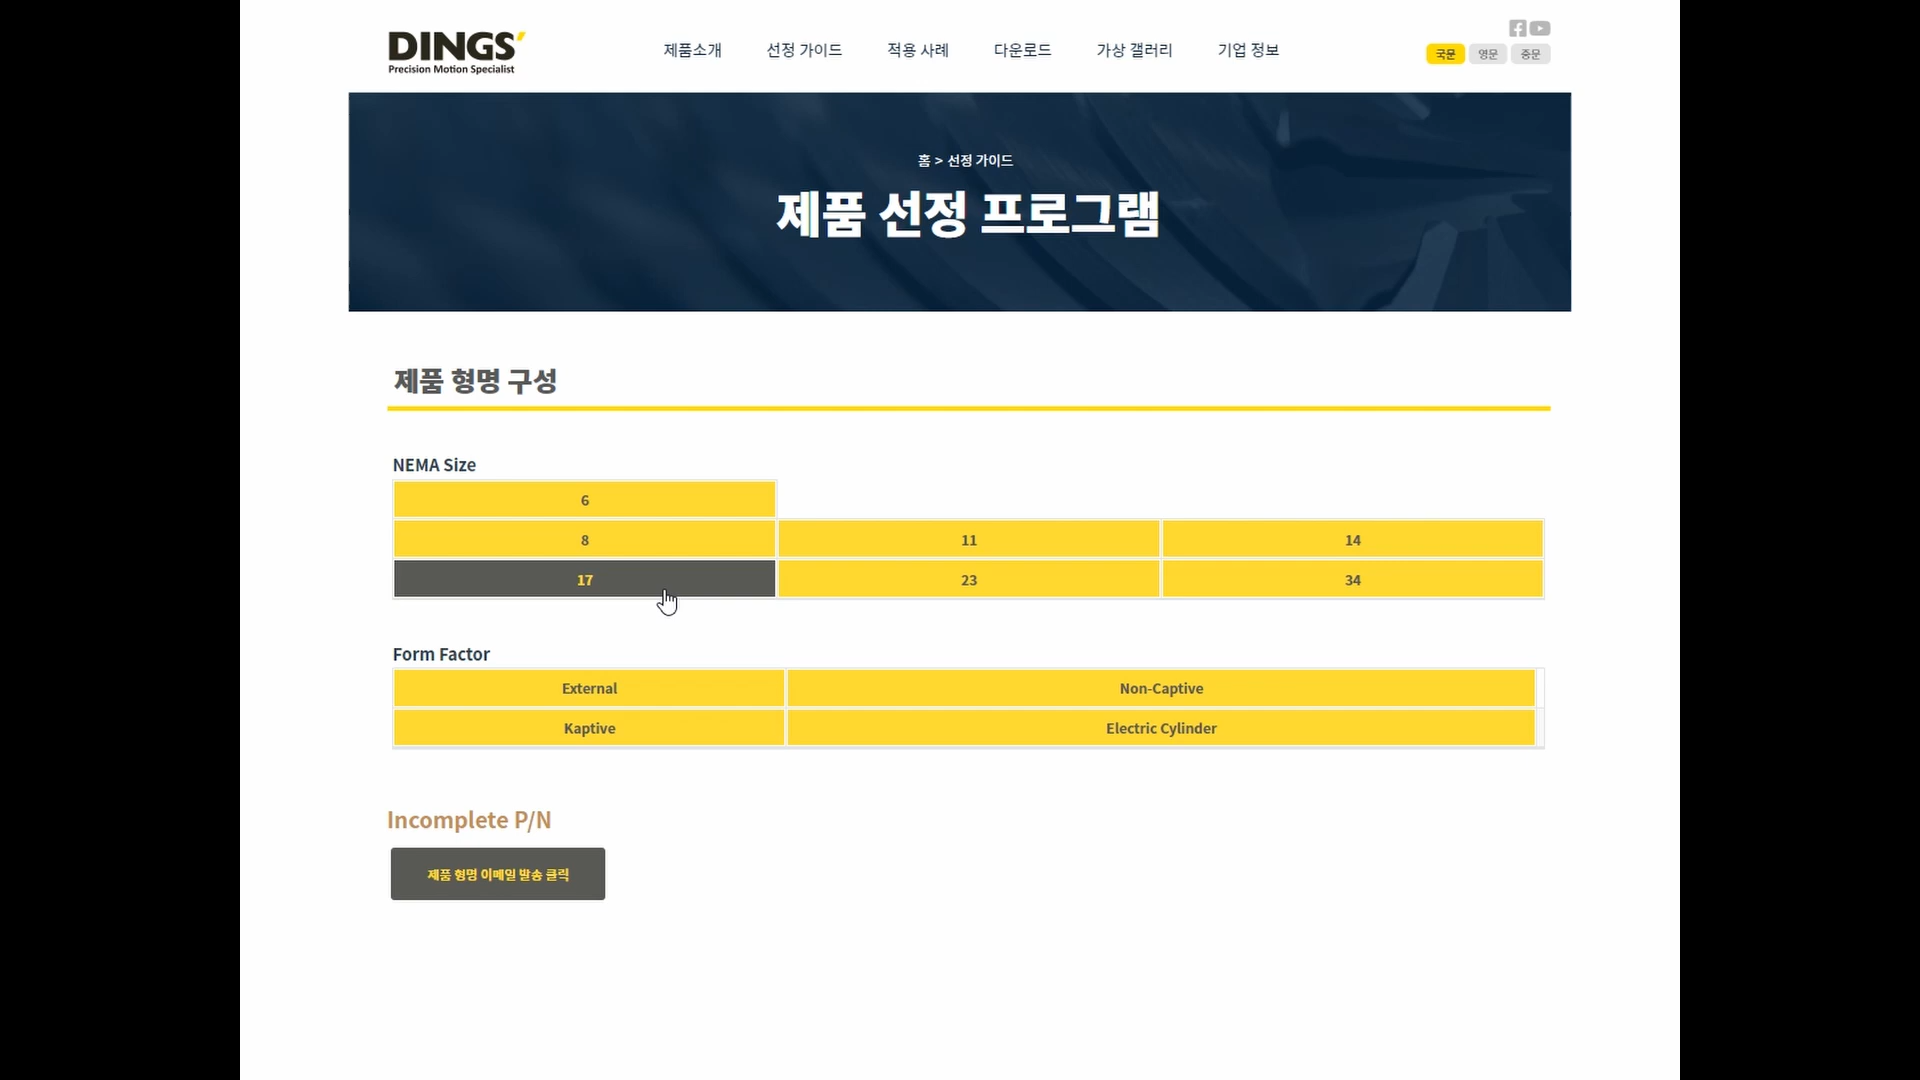 DINGS'
Precision Motion Specialist
제품소개 선정 가이드 적용 사례 다운로드 가상 갤러리 기업 정보
국문 영문 중문
홈 > 선정 가이드
제품 선정 프로그램
제품 형명 구성
NEMA Size
6
8 11 14
17 23 34
Form Factor
External Non-Captive
Kaptive Electric Cylinder
Incomplete P/N
제품 형명 이메일 발송 클릭